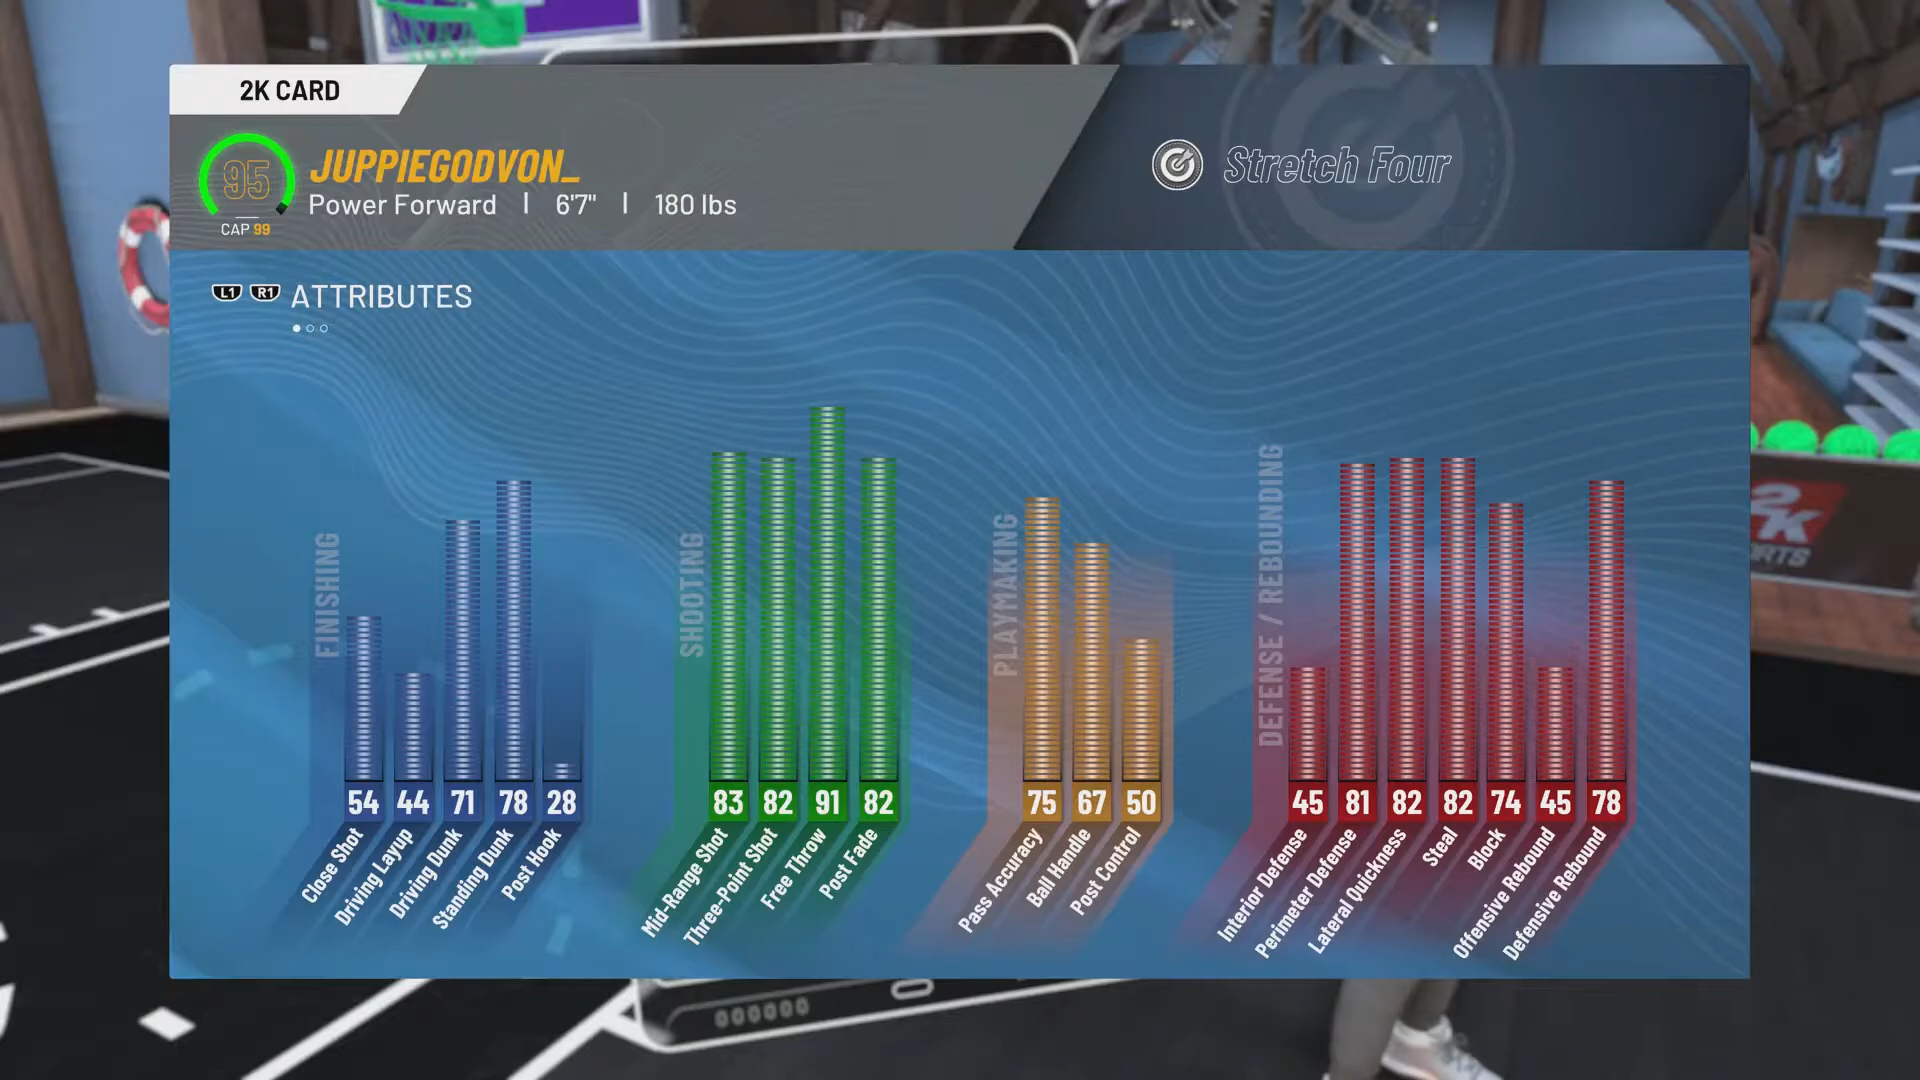 2K CARD
95
CAP 99
JUPPIEGODVON_
Power Forward | 6'7" | 180 lbs
Stretch Four
L1 R1 ATTRIBUTES
FINISHING
54 44 71 78 28
Close Shot
Driving Layup
Driving Dunk
Standing Dunk
Post Hook
SHOOTING
83 82 91 82
Mid-Range Shot
Three-Point Shot
Free Throw
Post Fade
PLAYMAKING
75 67 50
Pass Accuracy
Ball Handle
Post Control
DEFENSE / REBOUNDING
45 81 82 82 74 45 78
Interior Defense
Perimeter Defense
Lateral Quickness
Steal
Block
Offensive Rebound
Defensive Rebound
2K